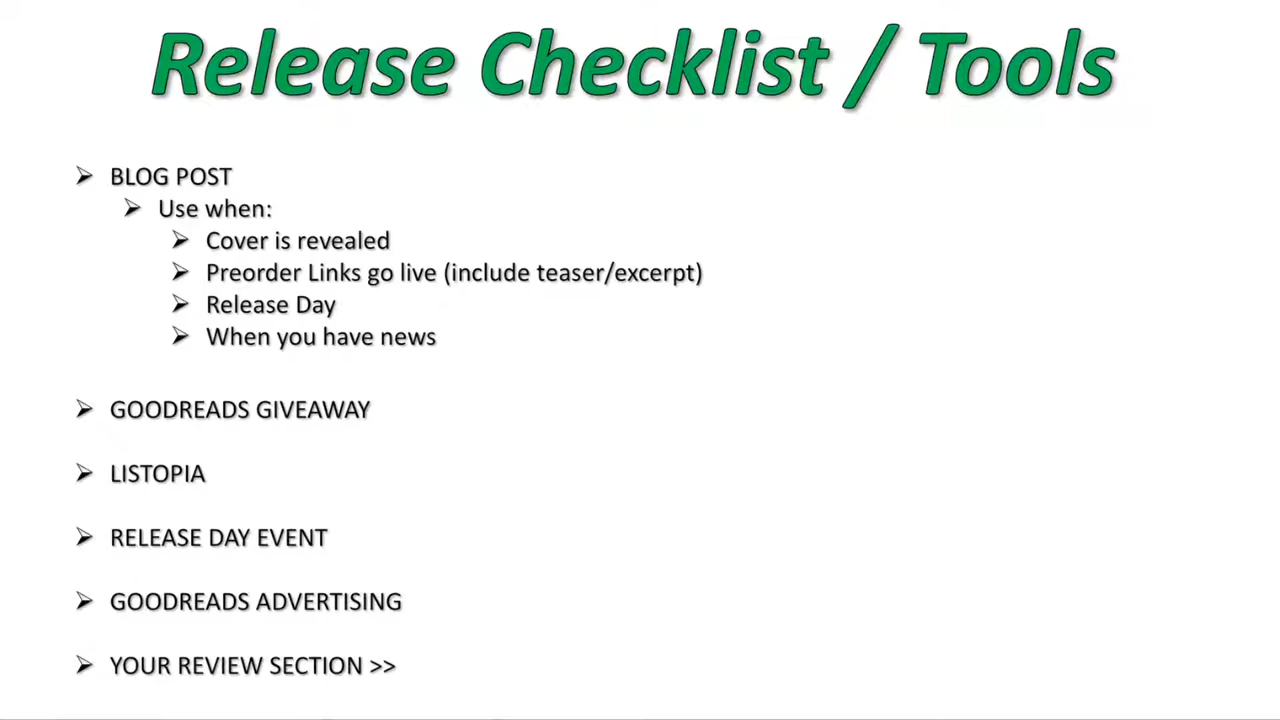 Release Checklist / Tools
BLOG POST
Use when:
Cover is revealed
Preorder Links go live (include teaser/excerpt)
Release Day
When you have news
GOODREADS GIVEAWAY
LISTOPIA
RELEASE DAY EVENT
GOODREADS ADVERTISING
YOUR REVIEW SECTION >>